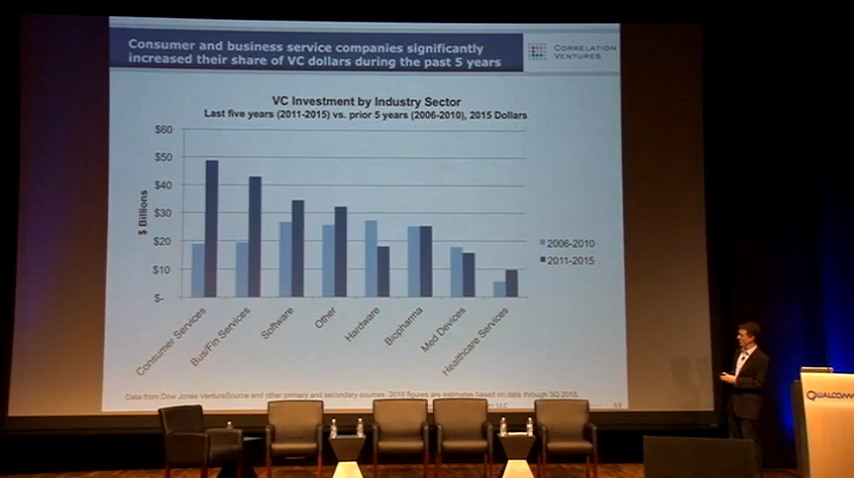 Consumer and business service companies significantly
increased their share of VC dollars during the past 5 years
CORRELATION
VENTURES
VC Investment by Industry Sector
Last five years (2011-2015) vs. prior 5 years (2006-2010), 2015 Dollars
$ Billions
$60
$50
$40
$30
$20
$10
$-
2006-2010
2011-2015
Consumer Services
Bus/Fin Services
Software
Other
Hardware
Biopharma
Med Devices
Healthcare Services
Data from Dow Jones VentureSource and other primary and secondary sources. 2015 figures are estimates based on data through 3Q 2015.
LLC
QUALCOMM